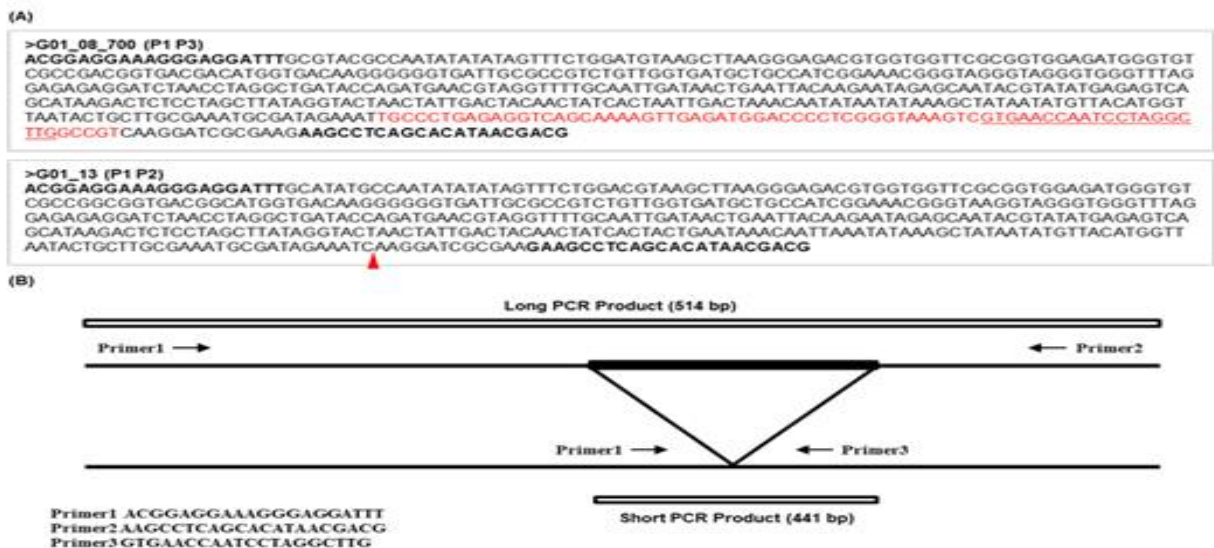 (A)
>G01_08_700 (P1 P3)
ACGGAGGAAAGGGAGGATTTGCGTACGCCAATATATATAGTTTCTGGATGTAAGCTTAAGGGAGACGTGGTGGTTCGCGGTGGAGATGGGTGT
CGCCGACGGTGACGACATGGTGACAAGGGGGGTGATTGCGCCGTCTGTTGGTGATGCTGCCATCGGAAACGGGTAGGGTAGGGTGGGTTTAG
GAGAGAGGATCTAACCTAGGCTGATACCAGATGAACGTAGGTTTTGCAATTGATAACTGAATTACAAGAATAGAGCAATACGTATATGAGAGTCA
GCATAAGACTCTCCTAGCTTATAGGTACTAACTATTGACTACAACTATCACTAATTGACTAAACAATATAATATAAAGCTATAATATGTTACATGGT
TAATACTGCTTGCGAAATGCGATAGAAATTGCCCTGAGAGGTCAGCAAAAGTTGAGATGGACCCCTCGGGTAAAGTCGTGAACCAATCCTAGGC
TTGGCCGTCAAGGATCGCGAAGAAGCCTCAGCACATAACGACG
>G01_13 (P1 P2)
ACGGAGGAAAGGGAGGATTTGCATATGCCAATATATATAGTTTCTGGACGTAAGCTTAAGGGAGACGTGGTGGTTCGCGGTGGAGATGGGTGT
CGCCGGCGGTGACGGCATGGTGACAAGGGGGGTGATTGCGCCGTCTGTTGGTGATGCTGCCATCGGAAACGGGTAAGGTAGGGTGGGTTTAG
GAGAGAGGATCTAACCTAGGCTGATACCAGATGAACGTAGGTTTTGCAATTGATAACTGAATTACAAGAATAGAGCAATACGTATATGAGAGTCA
GCATAAGACTCTCCTAGCTTATAGGTACTAACTATTGACTACAACTATCACTACTGAATAAACAATTAAATATAAAGCTATAATATGTTACATGGTT
AATACTGCTTGCGAAATGCGATAGAAATCAAGGATCGCGAAGAAGCCTCAGCACATAACGACG
(B)
Long PCR Product (514 bp)
Primer1
Primer2
Primer1
Primer3
Short PCR Product (441 bp)
Primer1 ACGGAGGAAAGGGAGGATTT
Primer2 AAGCCTCAGCACATAACGACG
Primer3 GTGAACCAATCCTAGGCTTG